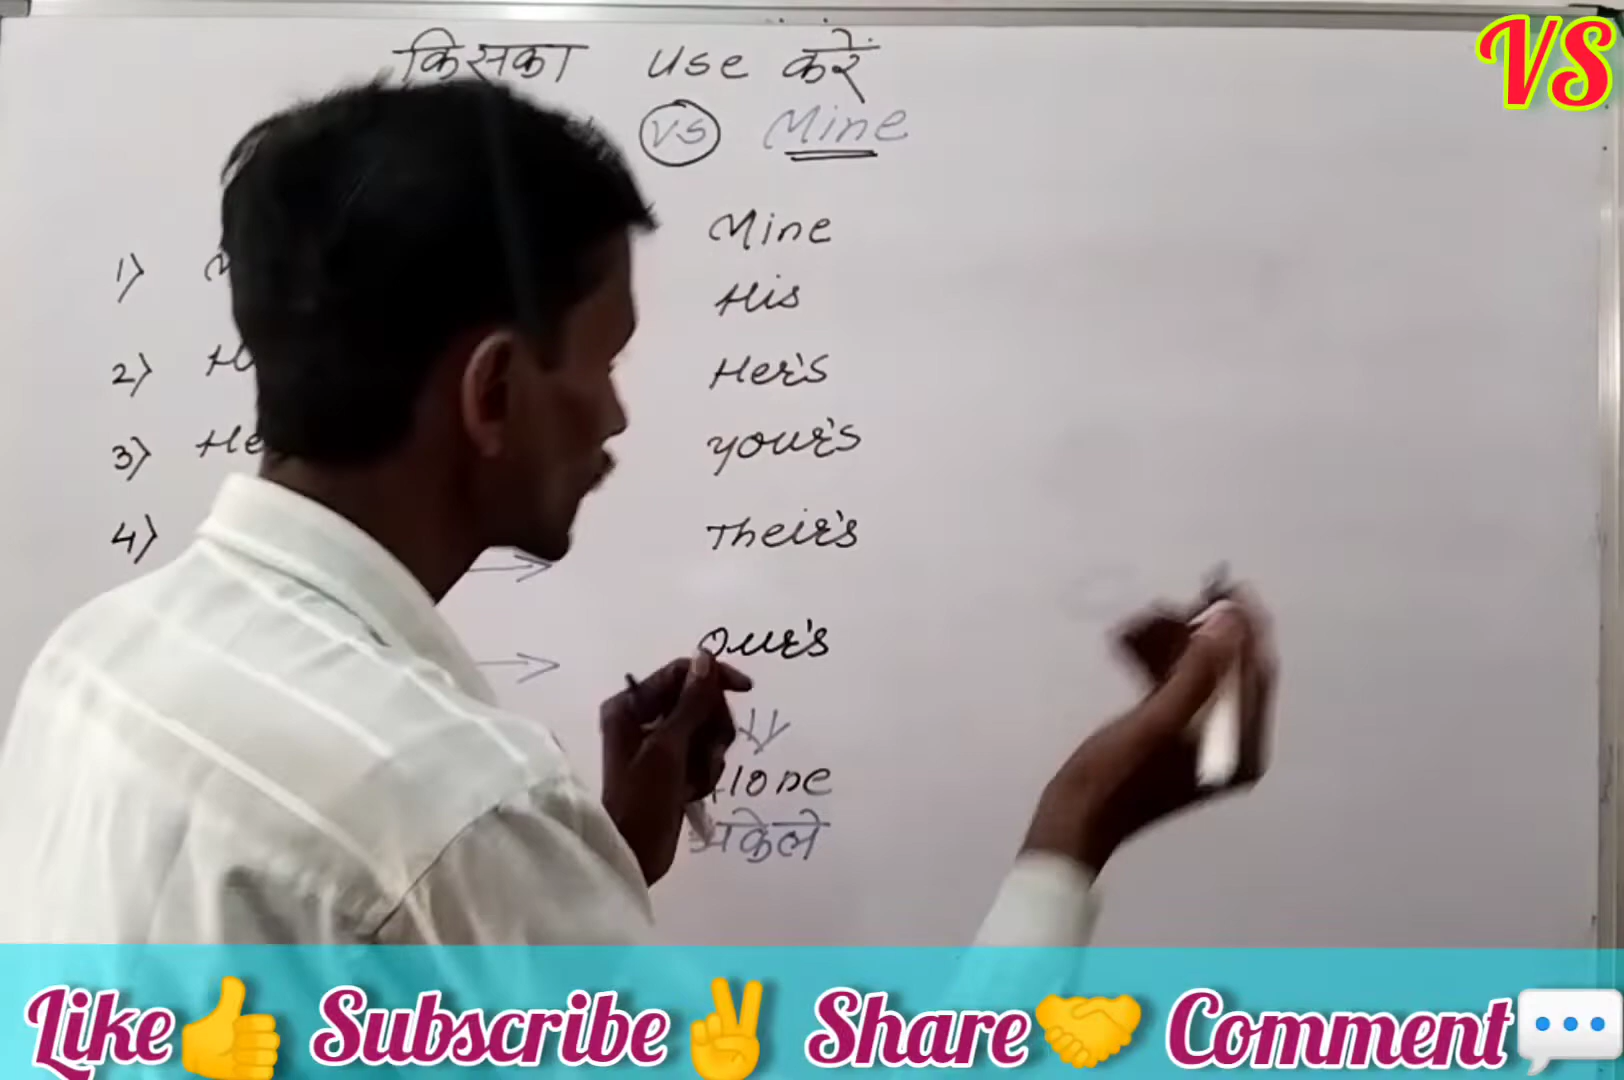 किसका use करें
VS
VS Mine
Mine
1)
His
2)
Her's
3) He
your's
4)
Their's
our's
अकेले
Like Subscribe Share Comment